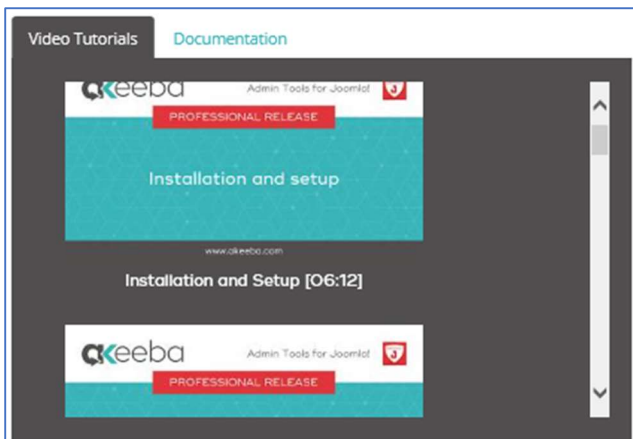 Video Tutorials
Documentation
akeeba
Admin Tools for Joomla!
PROFESSIONAL RELEASE
Installation and setup
www.akeeba.com
Installation and Setup [06:12]
akeeba
Admin Tools for Joomla!
PROFESSIONAL RELEASE